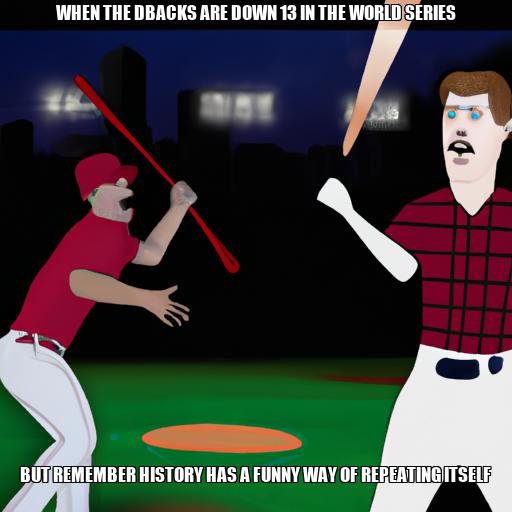 WHEN THE DBACKS ARE DOWN 13 IN THE WORLD SERIES
BUT REMEMBER HISTORY HAS A FUNNY WAY OF REPEATING ITSELF